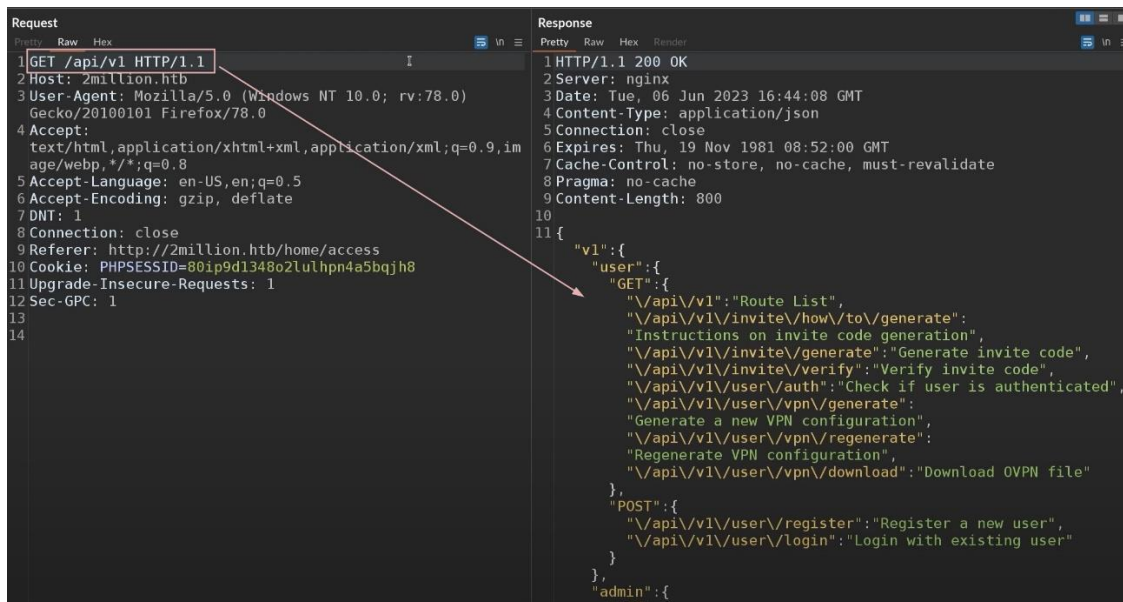 Request
Pretty Raw Hex
\n
1 GET /api/v1 HTTP/1.1
2 Host: 2million.htb
3 User-Agent: Mozilla/5.0 (Windows NT 10.0; rv:78.0)
Gecko/20100101 Firefox/78.0
4 Accept:
text/html,application/xhtml+xml,application/xml;q=0.9,im
age/webp,*/*;q=0.8
5 Accept-Language: en-US,en;q=0.5
6 Accept-Encoding: gzip, deflate
7 DNT: 1
8 Connection: close
9 Referer: http://2million.htb/home/access
10 Cookie: PHPSESSID=80ip9d1348o2lulhpn4a5bqjh8
11 Upgrade-Insecure-Requests: 1
12 Sec-GPC: 1
13
14
Response
Pretty Raw Hex Render
\n
1 HTTP/1.1 200 OK
2 Server: nginx
3 Date: Tue, 06 Jun 2023 16:44:08 GMT
4 Content-Type: application/json
5 Connection: close
6 Expires: Thu, 19 Nov 1981 08:52:00 GMT
7 Cache-Control: no-store, no-cache, must-revalidate
8 Pragma: no-cache
9 Content-Length: 800
10
11 {
"v1":{
"user":{
"GET":{
"\/api\/v1":"Route List",
"\/api\/v1\/invite\/how\/to\/generate":
"Instructions on invite code generation",
"\/api\/v1\/invite\/generate":"Generate invite code",
"\/api\/v1\/invite\/verify":"Verify invite code",
"\/api\/v1\/user\/auth":"Check if user is authenticated",
"\/api\/v1\/user\/vpn\/generate":
"Generate a new VPN configuration",
"\/api\/v1\/user\/vpn\/regenerate":
"Regenerate VPN configuration",
"\/api\/v1\/user\/vpn\/download":"Download OVPN file"
},
"POST":{
"\/api\/v1\/user\/register":"Register a new user",
"\/api\/v1\/user\/login":"Login with existing user"
}
},
"admin":{